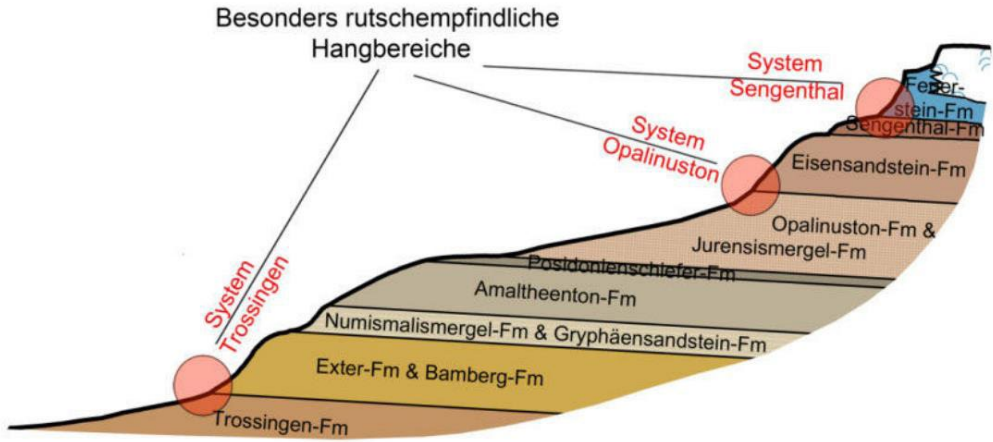 Besonders rutschempfindliche
Hangbereiche
System
Sengenthal
Feuer-
stein-Fm
Sengenthal-Fm
System
Opalinuston
Eisensandstein-Fm
Opalinuston-Fm &
Jurensismergel-Fm
Posidonienschiefer-Fm
Amaltheenton-Fm
System
Trossingen
Numismalismergel-Fm & Gryphäensandstein-Fm
Exter-Fm & Bamberg-Fm
Trossingen-Fm